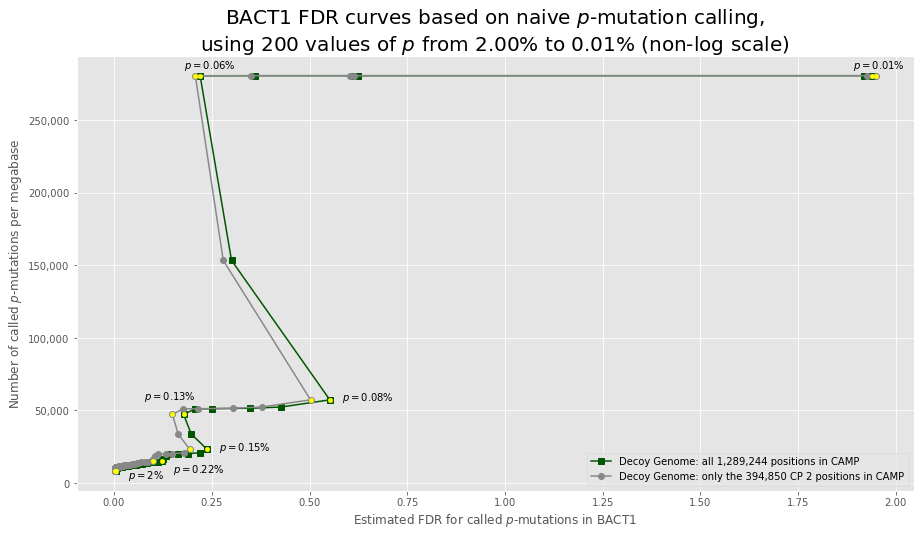 BACT1 FDR curves based on naive p-mutation calling,
using 200 values of p from 2.00% to 0.01% (non-log scale)
p = 0.06%
p = 0.01%
250,000
200,000
150,000
100,000
50,000
0
Number of called p-mutations per megabase
p = 0.13%
p = 0.08%
p = 0.15%
p = 0.22%
p = 2%
Decoy Genome: all 1,289,244 positions in CAMP
Decoy Genome: only the 394,850 CP 2 positions in CAMP
0.00 0.25 0.50 0.75 1.00 1.25 1.50 1.75 2.00
Estimated FDR for called p-mutations in BACT1